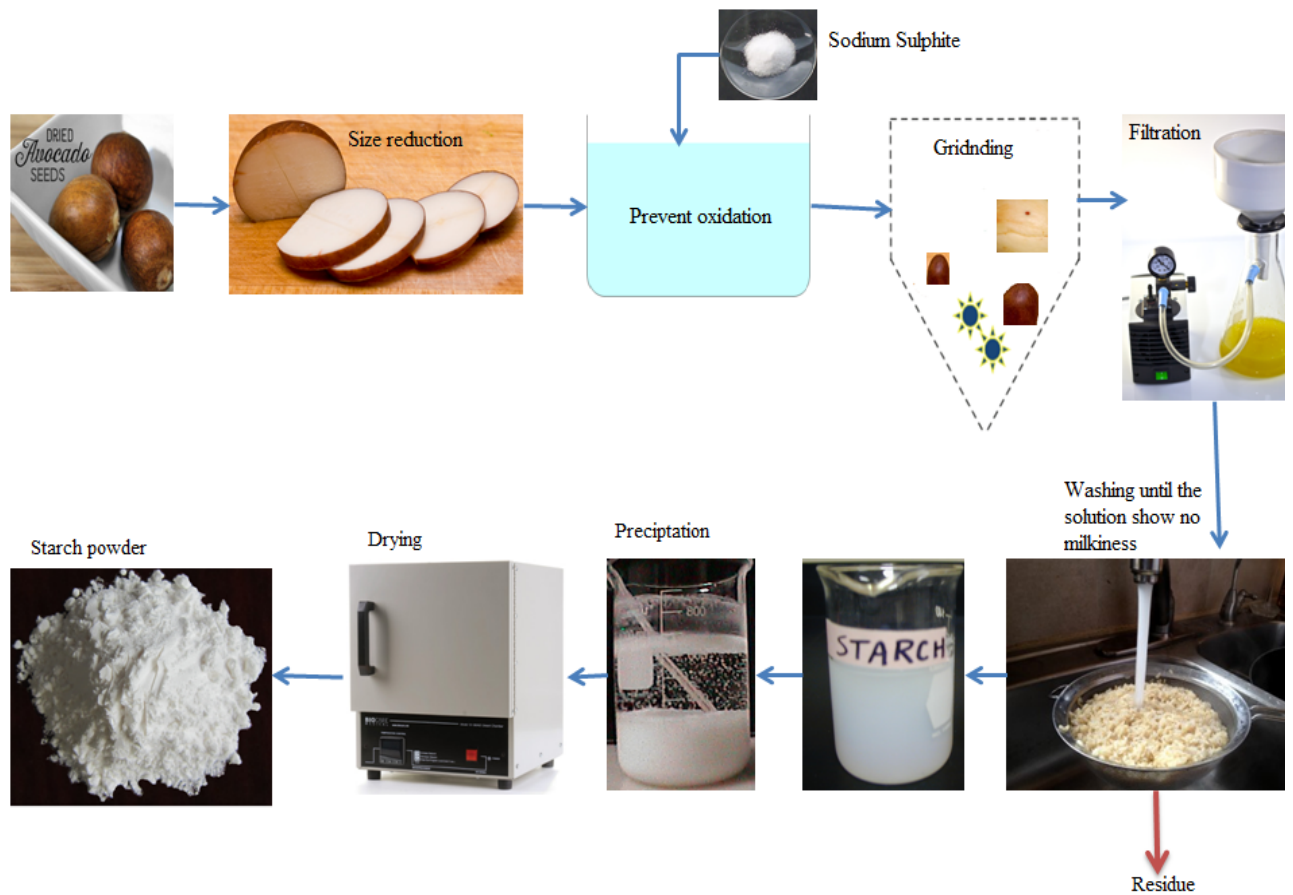 Sodium Sulphite
DRIED
Avocado
SEEDS
Size reduction
Prevent oxidation
Gridnding
Filtration
Washing until the
solution show no
milkiness
Starch powder
Drying
Preciptation
800
STARCH
Residue